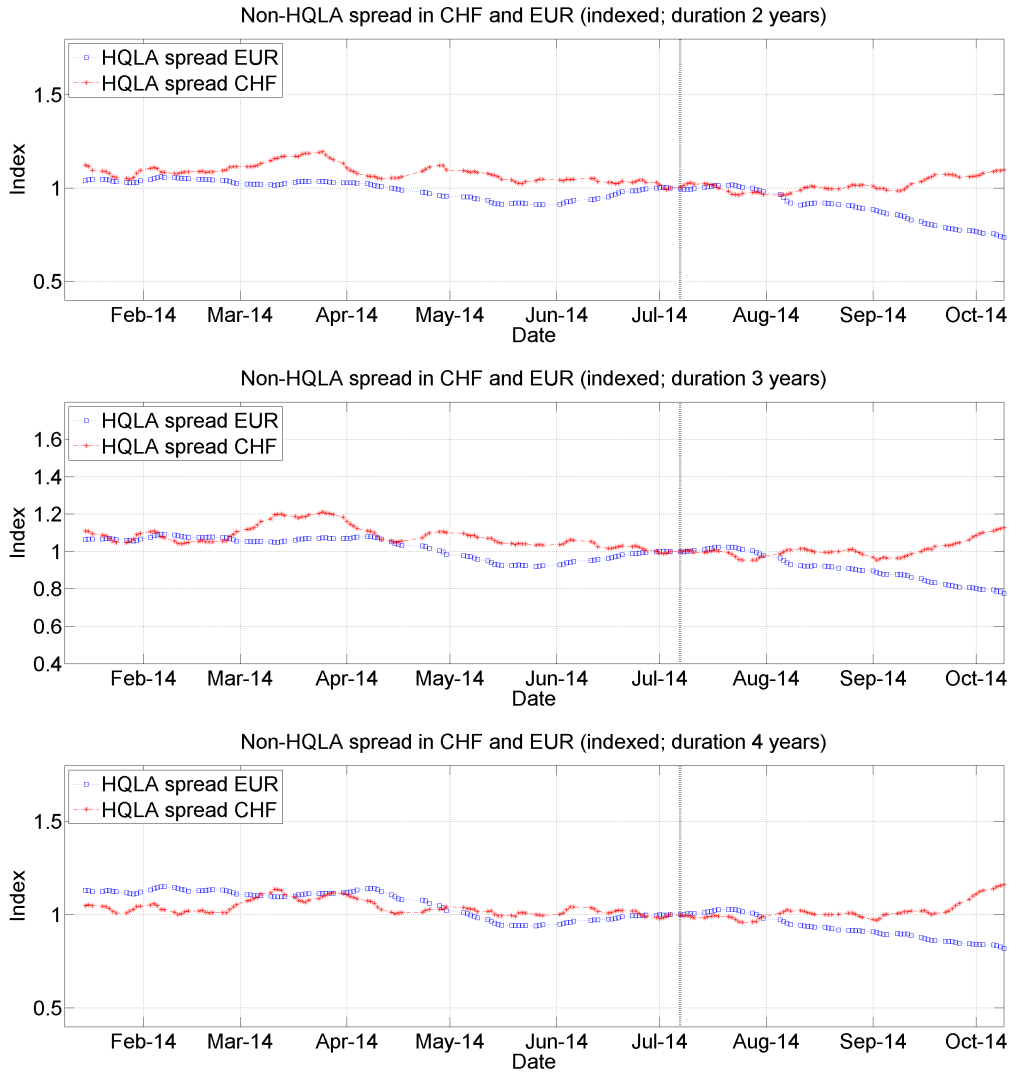 Non-HQLA spread in CHF and EUR (indexed; duration 2 years)
HQLA spread EUR
HQLA spread CHF
1.5
1
0.5
Index
Feb-14 Mar-14 Apr-14 May-14 Jun-14 Jul-14 Aug-14 Sep-14 Oct-14
Date
Non-HQLA spread in CHF and EUR (indexed; duration 3 years)
HQLA spread EUR
HQLA spread CHF
1.6
1.4
1.2
1
0.8
0.6
0.4
Index
Feb-14 Mar-14 Apr-14 May-14 Jun-14 Jul-14 Aug-14 Sep-14 Oct-14
Date
Non-HQLA spread in CHF and EUR (indexed; duration 4 years)
HQLA spread EUR
HQLA spread CHF
1.5
1
0.5
Index
Feb-14 Mar-14 Apr-14 May-14 Jun-14 Jul-14 Aug-14 Sep-14 Oct-14
Date